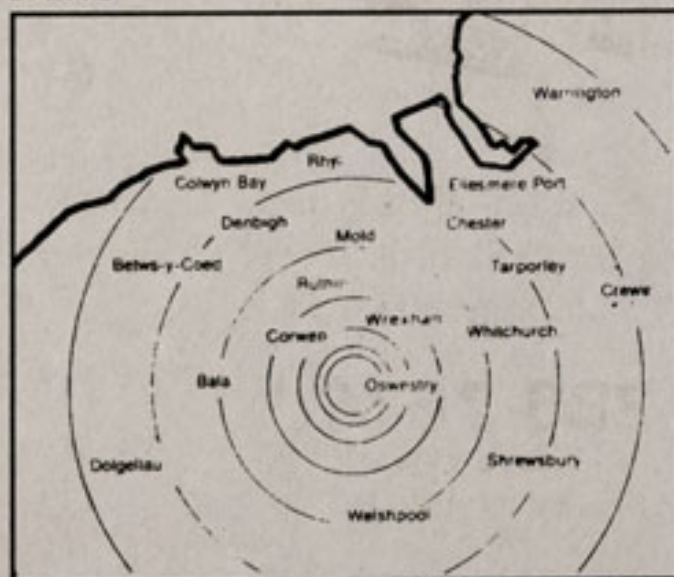 Warrington
Rhyl
Colwyn Bay
Ellesmere Port
Denbigh
Chester
Mold
Betws-y-Coed
Tarporley
Ruthin
Crewe
Wrexham
Corwen
Whitchurch
Bala
Oswestry
Dolgellau
Shrewsbury
Welshpool